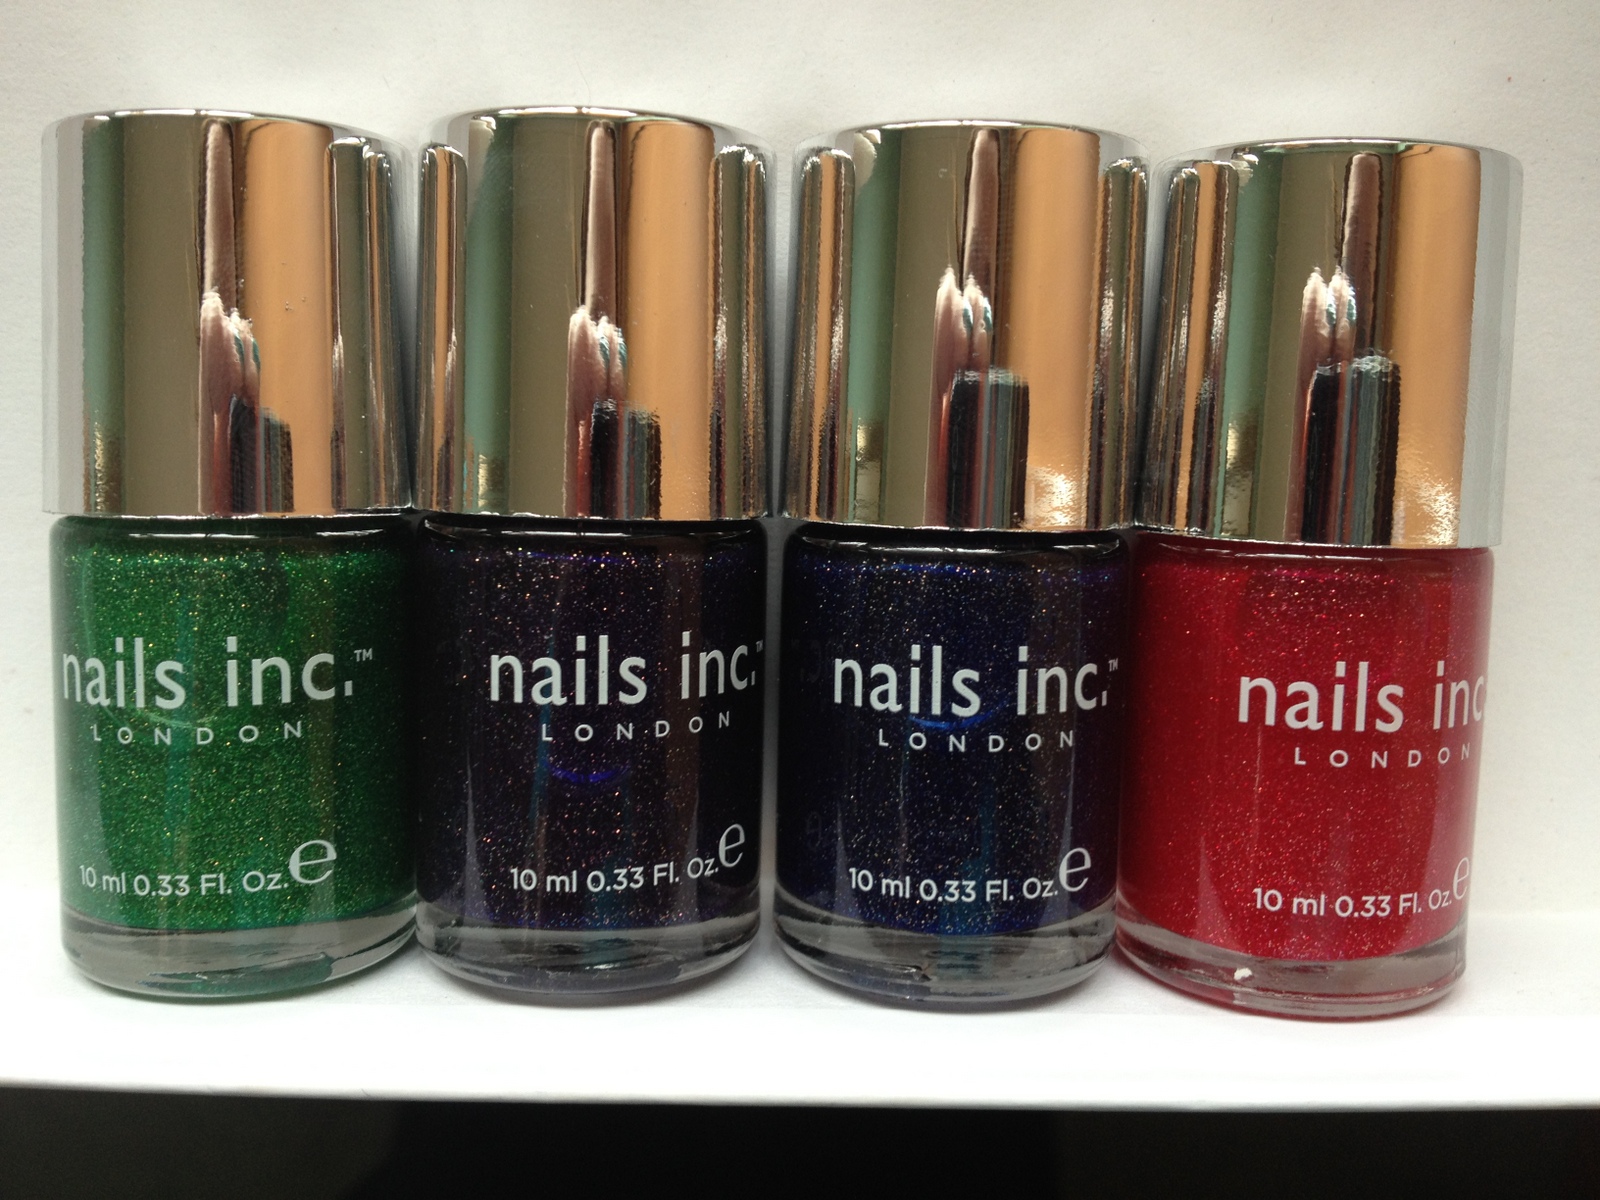 nails inc.™
LONDON
10 ml 0.33 Fl. Oz. e
nails inc.™
LONDON
10 ml 0.33 Fl. Oz. e
nails inc.™
LONDON
10 ml 0.33 Fl. Oz. e
nails inc.
LONDON
10 ml 0.33 Fl. Oz. e